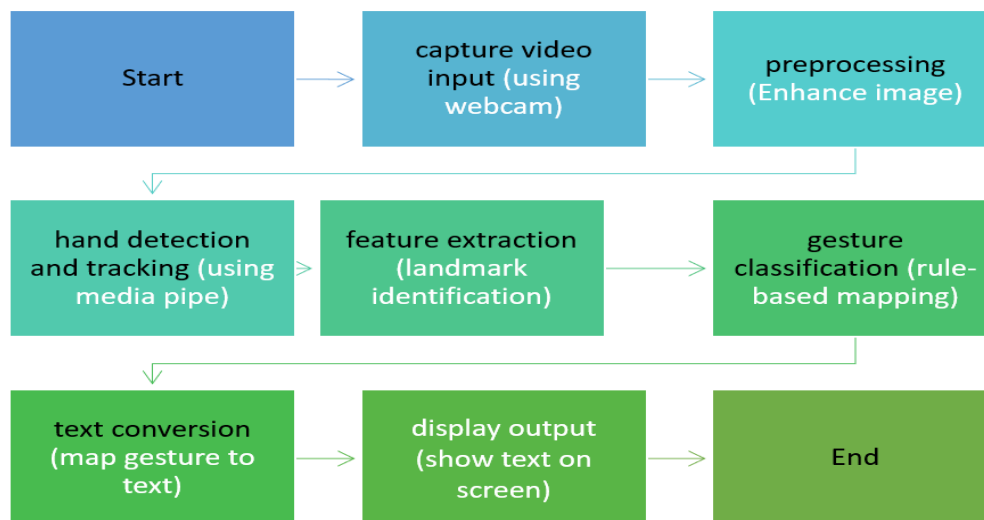 Start
capture video
input (using
webcam)
preprocessing
(Enhance image)
hand detection
and tracking (using
media pipe)
feature extraction
(landmark
identification)
gesture
classification (rule-
based mapping)
text conversion
(map gesture to
text)
display output
(show text on
screen)
End